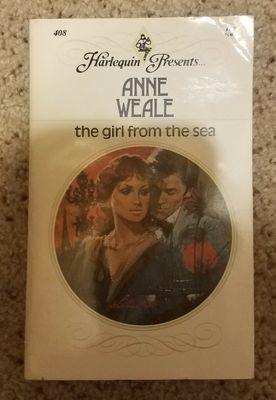 408
Harlequin Presents...
ANNE
WEALE
the girl from the sea